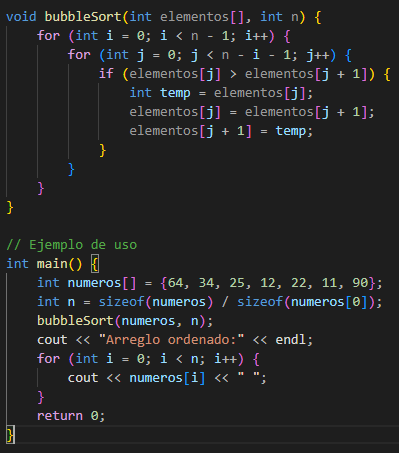 void bubbleSort(int elementos[], int n) {
    for (int i = 0; i < n - 1; i++) {
        for (int j = 0; j < n - i - 1; j++) {
            if (elementos[j] > elementos[j + 1]) {
                int temp = elementos[j];
                elementos[j] = elementos[j + 1];
                elementos[j + 1] = temp;
            }
        }
    }
}

// Ejemplo de uso
int main() {
    int numeros[] = {64, 34, 25, 12, 22, 11, 90};
    int n = sizeof(numeros) / sizeof(numeros[0]);
    bubbleSort(numeros, n);
    cout << "Arreglo ordenado:" << endl;
    for (int i = 0; i < n; i++) {
        cout << numeros[i] << " ";
    }
    return 0;
}